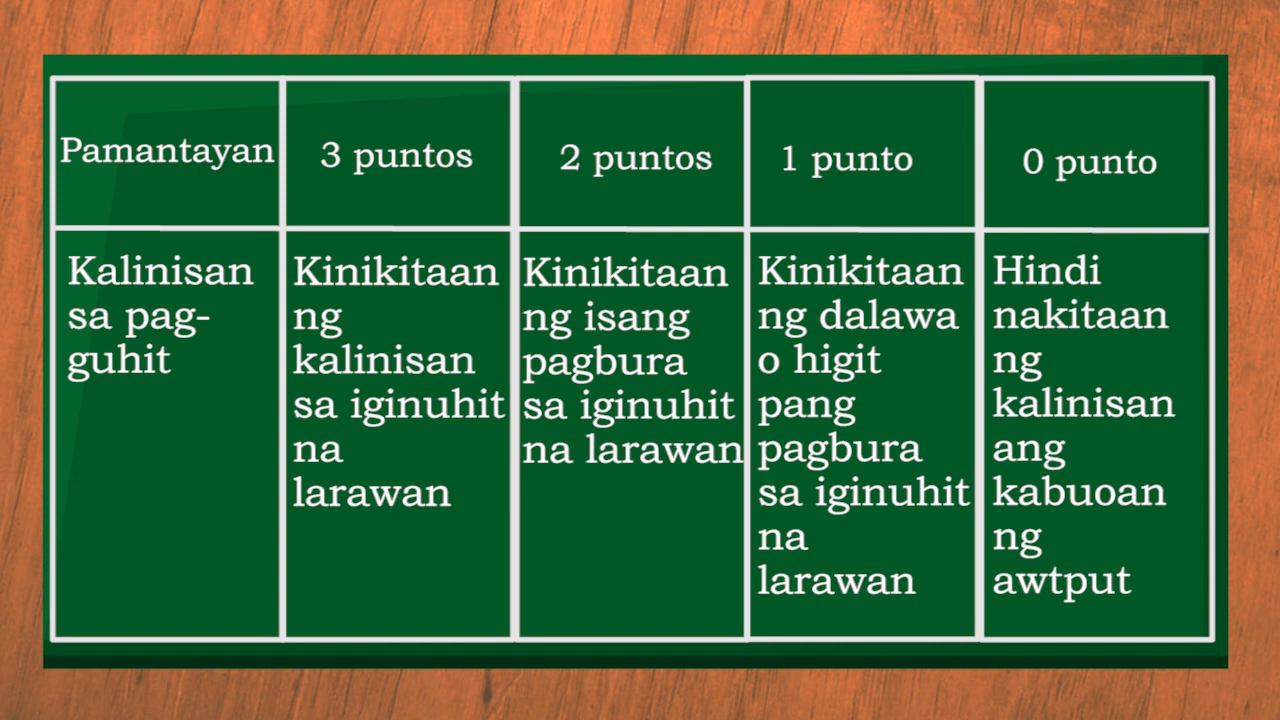 Pamantayan
3 puntos
2 puntos
1 punto
0 punto
Kalinisan
sa pag-
guhit
Kinikitaan
ng
kalinisan
sa iginuhit
na
larawan
Kinikitaan
ng isang
pagbura
sa iginuhit
na larawan
Kinikitaan
ng dalawa
o higit
pang
pagbura
sa iginuhit
na
larawan
Hindi
nakitaan
ng
kalinisan
ang
kabuoan
ng
awtput